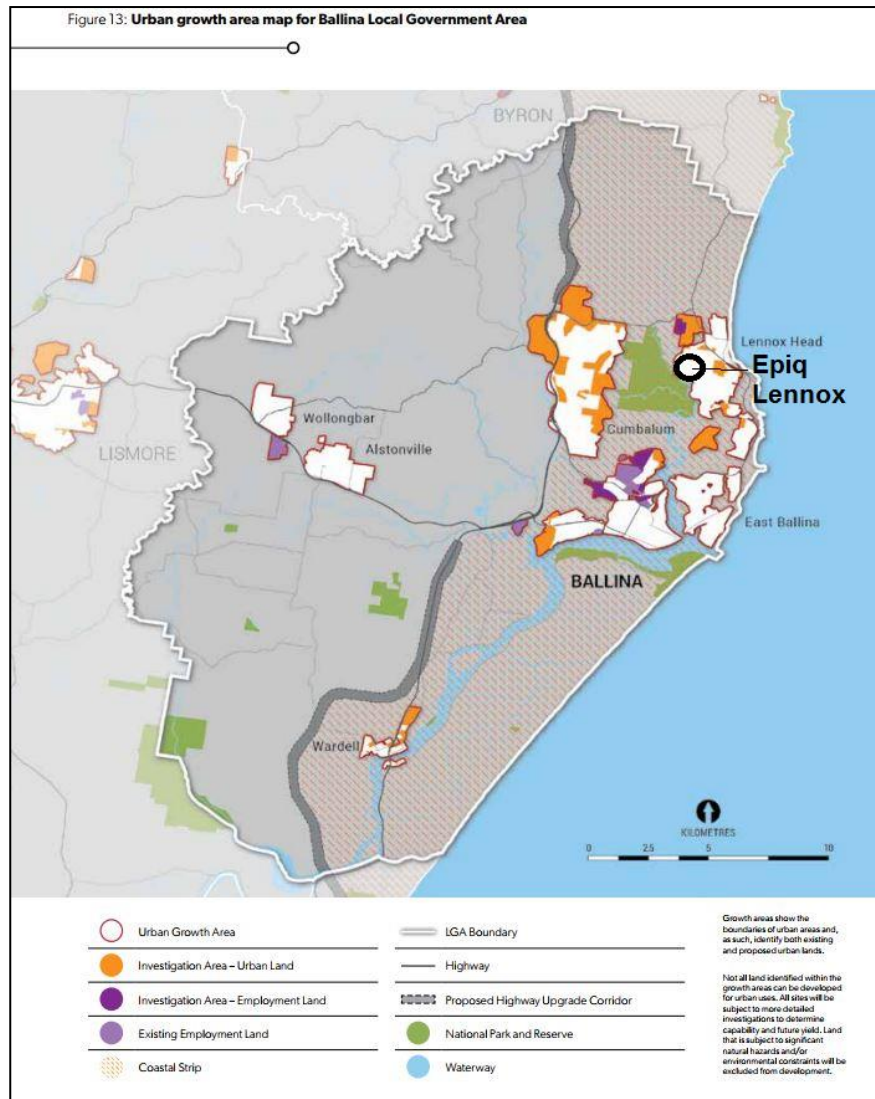 Figure 13: Urban growth area map for Ballina Local Government Area
BYRON
Lennox Head
Epiq
Lennox
Wollongbar
Cumbalum
Alstonville
LISMORE
East Ballina
BALLINA
Wardell
KILOMETRES
0 2.5 5 10
Urban Growth Area
LGA Boundary
Investigation Area – Urban Land
Highway
Investigation Area – Employment Land
Proposed Highway Upgrade Corridor
Existing Employment Land
National Park and Reserve
Coastal Strip
Waterway
Growth areas show the
boundaries of urban areas and,
as such, identify both existing
and proposed urban lands.
Not all land identified within the
growth areas can be developed
for urban uses. All sites will be
subject to more detailed
investigations to determine
capability and future yield. Land
that is subject to significant
natural hazards and/or
environmental constraints will be
excluded from development.